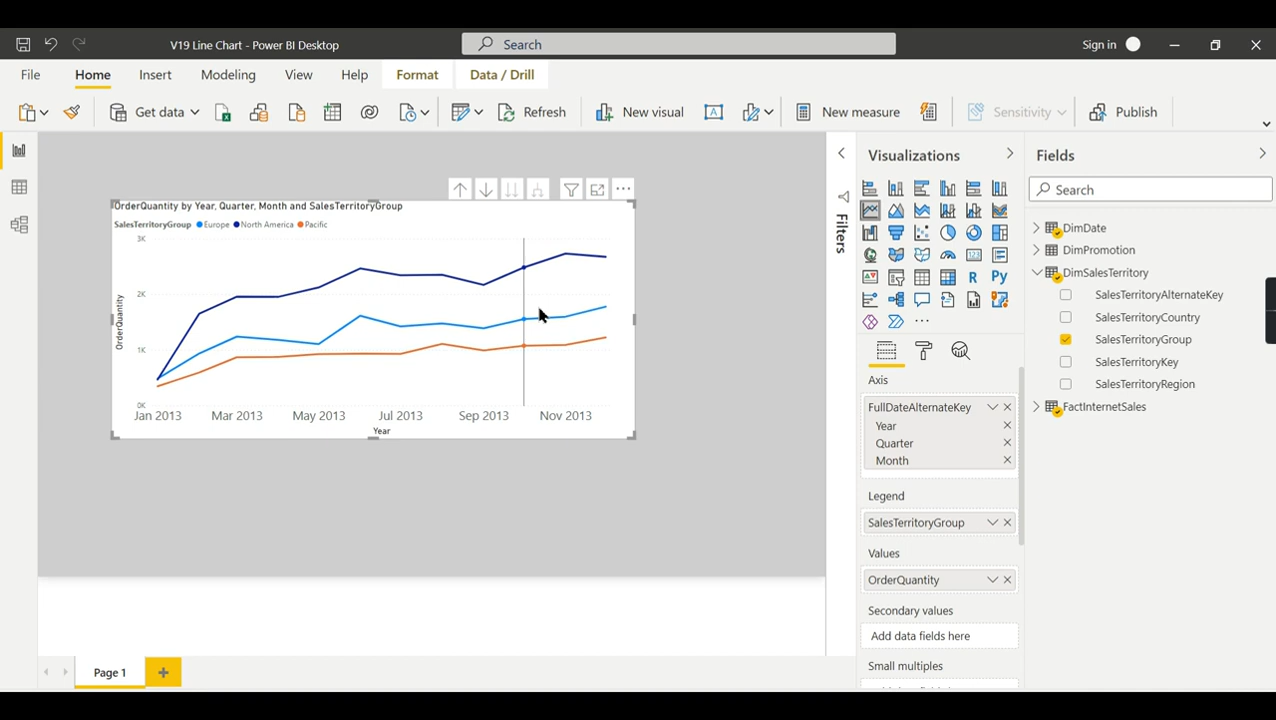 V19 Line Chart - Power BI Desktop
Search
Sign in
File
Home
Insert
Modeling
View
Help
Format
Data / Drill
Get data
Refresh
New visual
New measure
Sensitivity
Publish
OrderQuantity by Year, Quarter, Month and SalesTerritoryGroup
SalesTerritoryGroup Europe North America Pacific
3K
2K
1K
0K
OrderQuantity
Jan 2013 Mar 2013 May 2013 Jul 2013 Sep 2013 Nov 2013
Year
Page 1
Filters
Visualizations
R
Py
123
Axis
FullDateAlternateKey
Year
Quarter
Month
Legend
SalesTerritoryGroup
Values
OrderQuantity
Secondary values
Add data fields here
Small multiples
Fields
Search
DimDate
DimPromotion
DimSalesTerritory
SalesTerritoryAlternateKey
SalesTerritoryCountry
SalesTerritoryGroup
SalesTerritoryKey
SalesTerritoryRegion
FactInternetSales